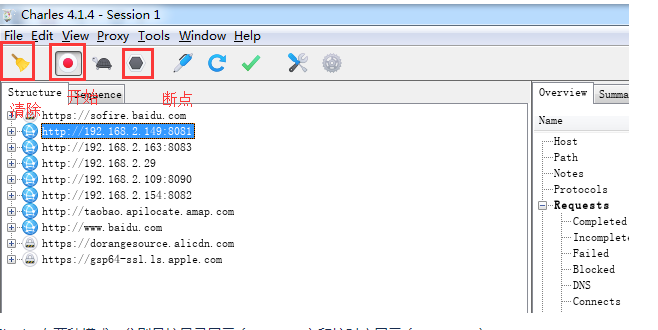 Charles 4.1.4 - Session 1
File Edit View Proxy Tools Window Help
Structure Sequence
Overview Summa
清除 开始 断点
https://sofire.baidu.com
http://192.168.2.149:8081
http://192.168.2.163:8083
http://192.168.2.29
http://192.168.2.109:8090
http://192.168.2.154:8082
http://taobao.apilocate.amap.com
http://www.baidu.com
https://dorangesource.alicdn.com
https://gsp64-ssl.ls.apple.com
Name
Host
Path
Notes
Protocols
Requests
Completed
Incomplet
Failed
Blocked
DNS
Connects